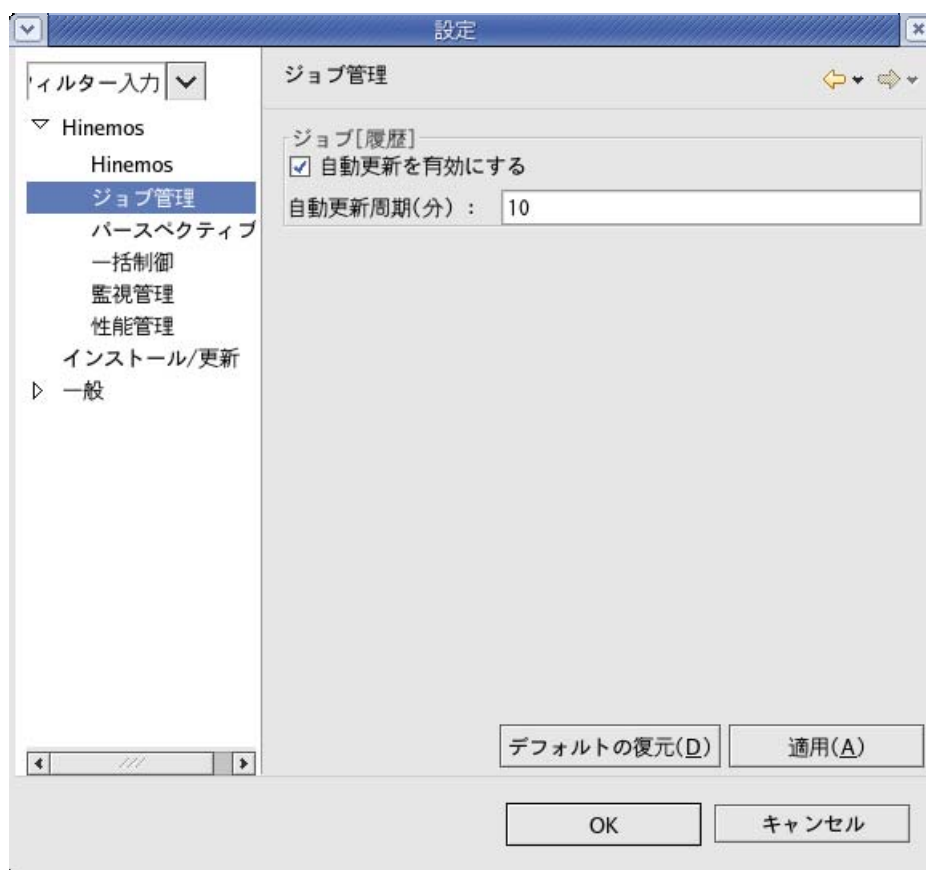 設定
ィルター入力
Hinemos
Hinemos
ジョブ管理
パースペクティブ
一括制御
監視管理
性能管理
インストール/更新
一般
ジョブ管理
ジョブ[履歴]
自動更新を有効にする
自動更新周期(分) : 10
デフォルトの復元(D)
適用(A)
OK
キャンセル